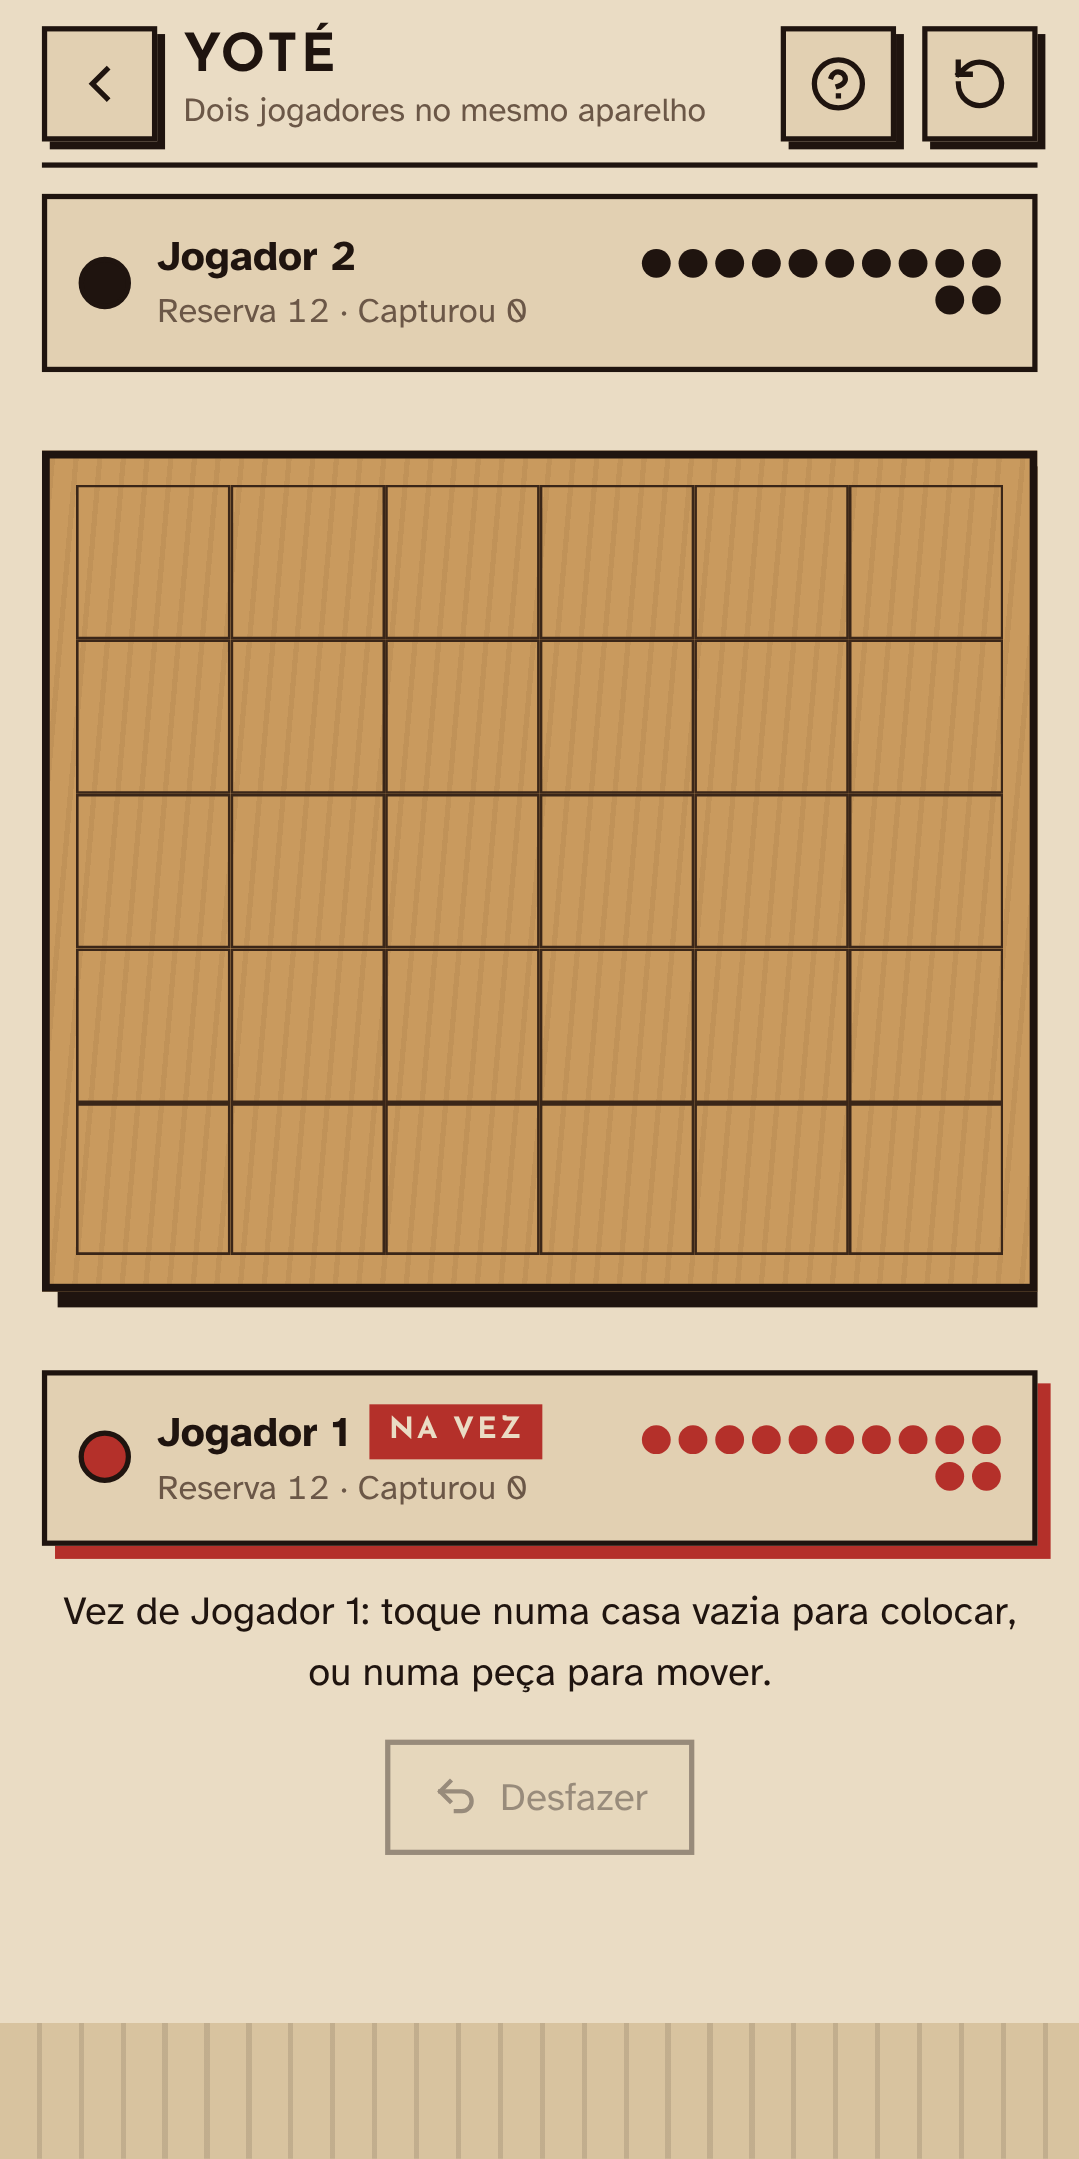 YOTÉ
Dois jogadores no mesmo aparelho
Jogador 2
Reserva 12 · Capturou 0
Jogador 1 NA VEZ
Reserva 12 · Capturou 0
Vez de Jogador 1: toque numa casa vazia para colocar,
ou numa peça para mover.
Desfazer